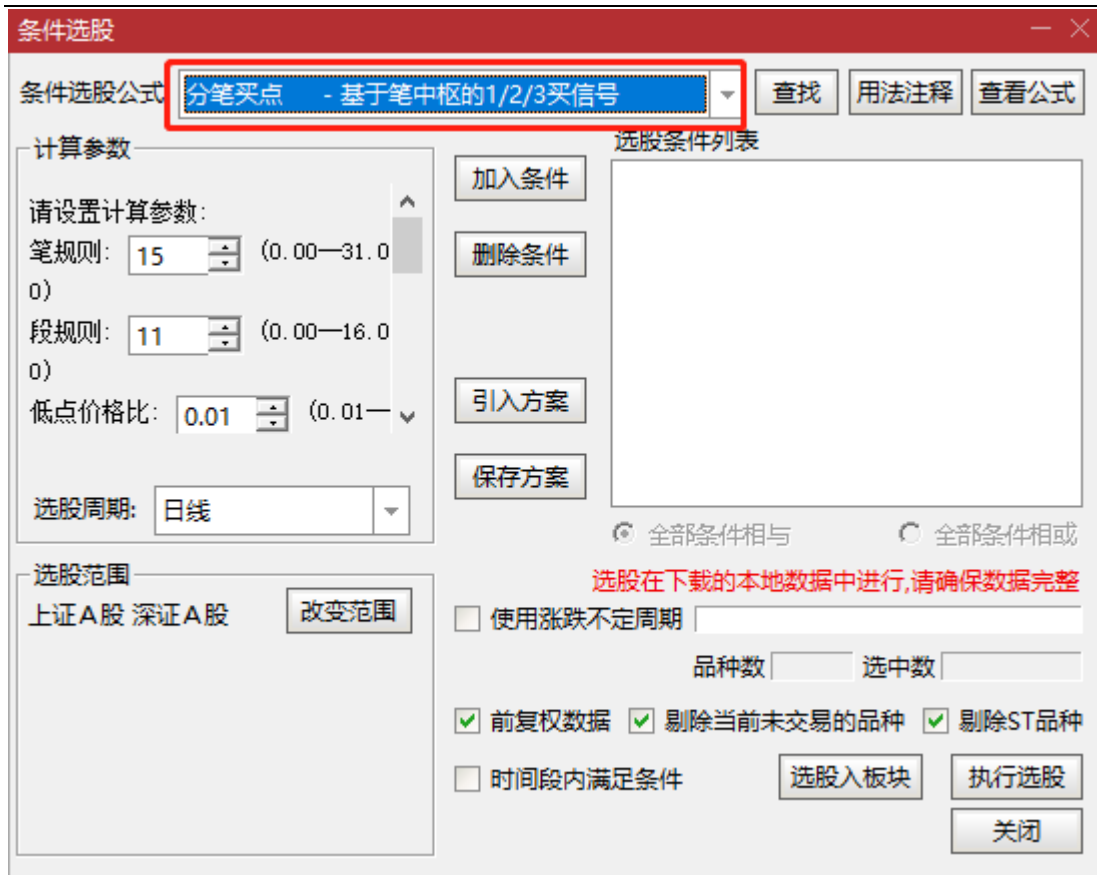 条件选股
条件选股公式 分笔买点 - 基于笔中枢的1/2/3买信号 查找 用法注释 查看公式
计算参数
请设置计算参数:
笔规则: 15 (0.00—31.0
0)
段规则: 11 (0.00—16.0
0)
低点价格比: 0.01 (0.01—
选股周期: 日线
加入条件
删除条件
引入方案
保存方案
选股条件列表
全部条件相与 全部条件相或
选股范围
上证A股 深证A股 改变范围
选股在下载的本地数据中进行,请确保数据完整
使用涨跌不定周期
品种数 选中数
前复权数据 剔除当前未交易的品种 剔除ST品种
时间段内满足条件 选股入板块 执行选股
关闭